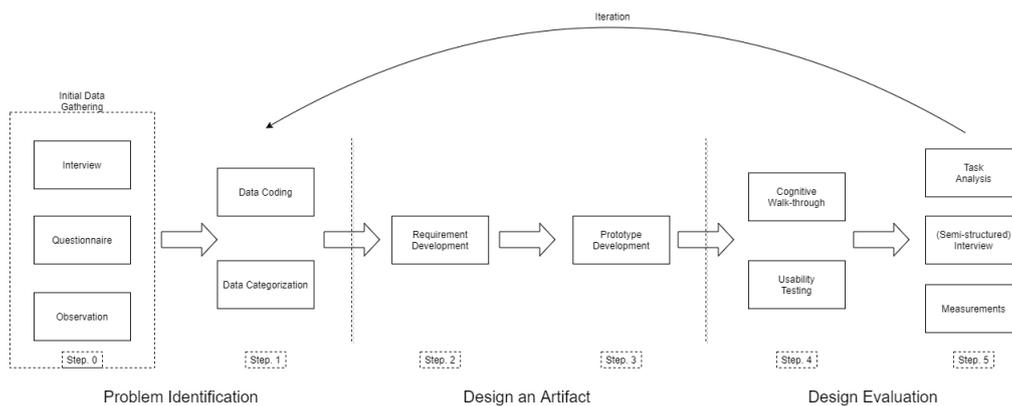 Iteration
Initial Data
Gathering
Interview
Questionnaire
Observation
Step. 0
Data Coding
Data Categorization
Step. 1
Requirement
Development
Step. 2
Prototype
Development
Step. 3
Cognitive
Walk-through
Usability
Testing
Step. 4
Task
Analysis
(Semi-structured)
Interview
Measurements
Step. 5
Problem Identification
Design an Artifact
Design Evaluation